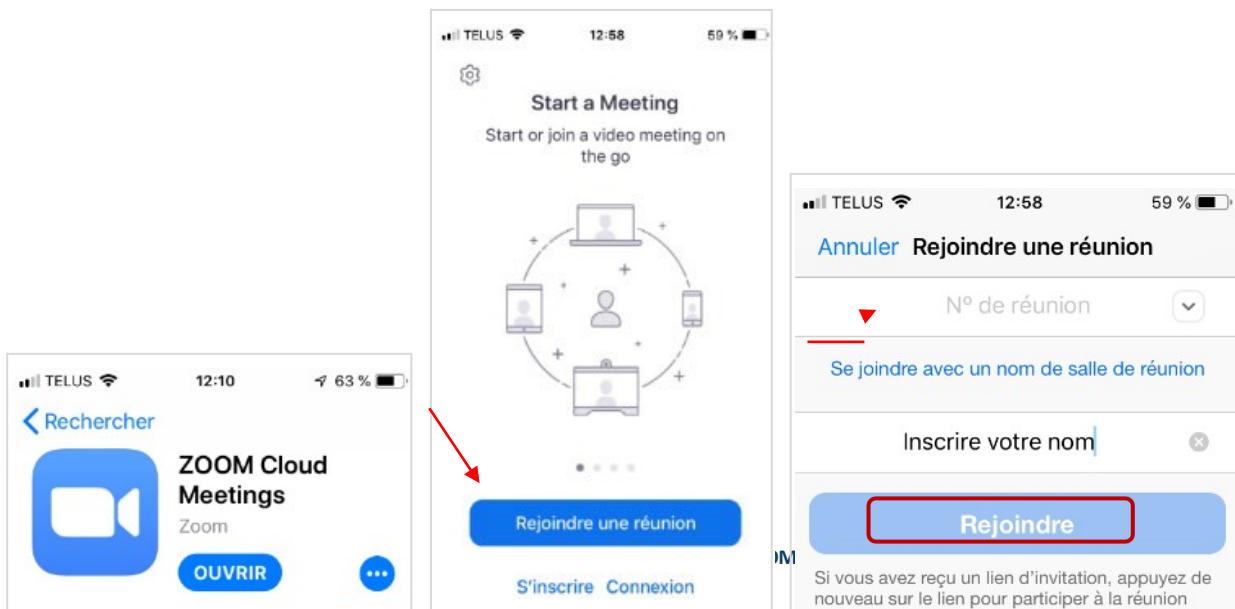 TELUS 12:10 63 %
Rechercher
ZOOM Cloud
Meetings
Zoom
OUVRIR
TELUS 12:58 59 %
Start a Meeting
Start or join a video meeting on
the go
Rejoindre une réunion
S'inscrire Connexion
OM
TELUS 12:58 59 %
Annuler Rejoindre une réunion
Nº de réunion
Se joindre avec un nom de salle de réunion
Inscrire votre nom
Rejoindre
Si vous avez reçu un lien d'invitation, appuyez de
nouveau sur le lien pour participer à la réunion